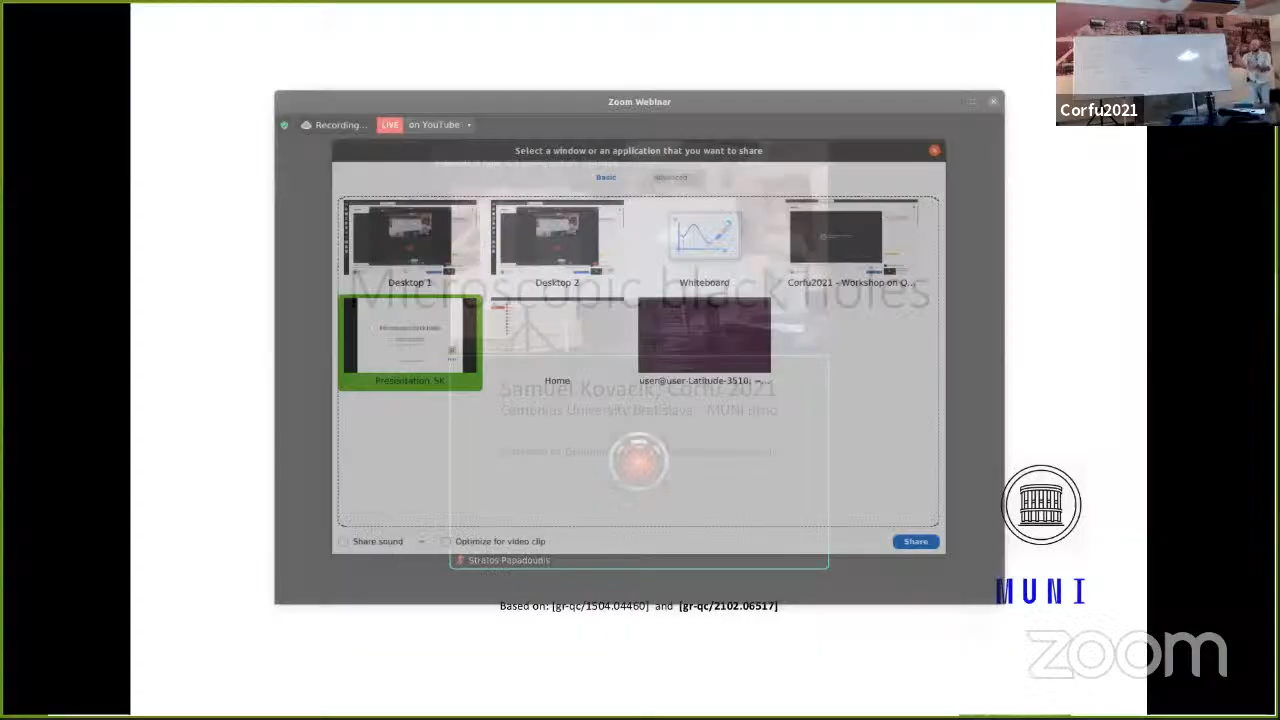 Corfu2021
Zoom Webinar
Recording... LIVE on YouTube
Select a window or an application that you want to share
Basic Advanced
Desktop 1 Desktop 2 Whiteboard Corfu2021 - Workshop on Q...
Microscopic black holes
Presentation_SK Home user@user-Latitude-3510: ~...
Samuel Kováčik, Corfu 2021
Comenius University Bratislava MUNI Brno
Share sound Optimize for video clip Share
Stratos Papadoudis
Based on: [gr-qc/1504.04460] and [gr-qc/2102.06517]
MUNI
zoom